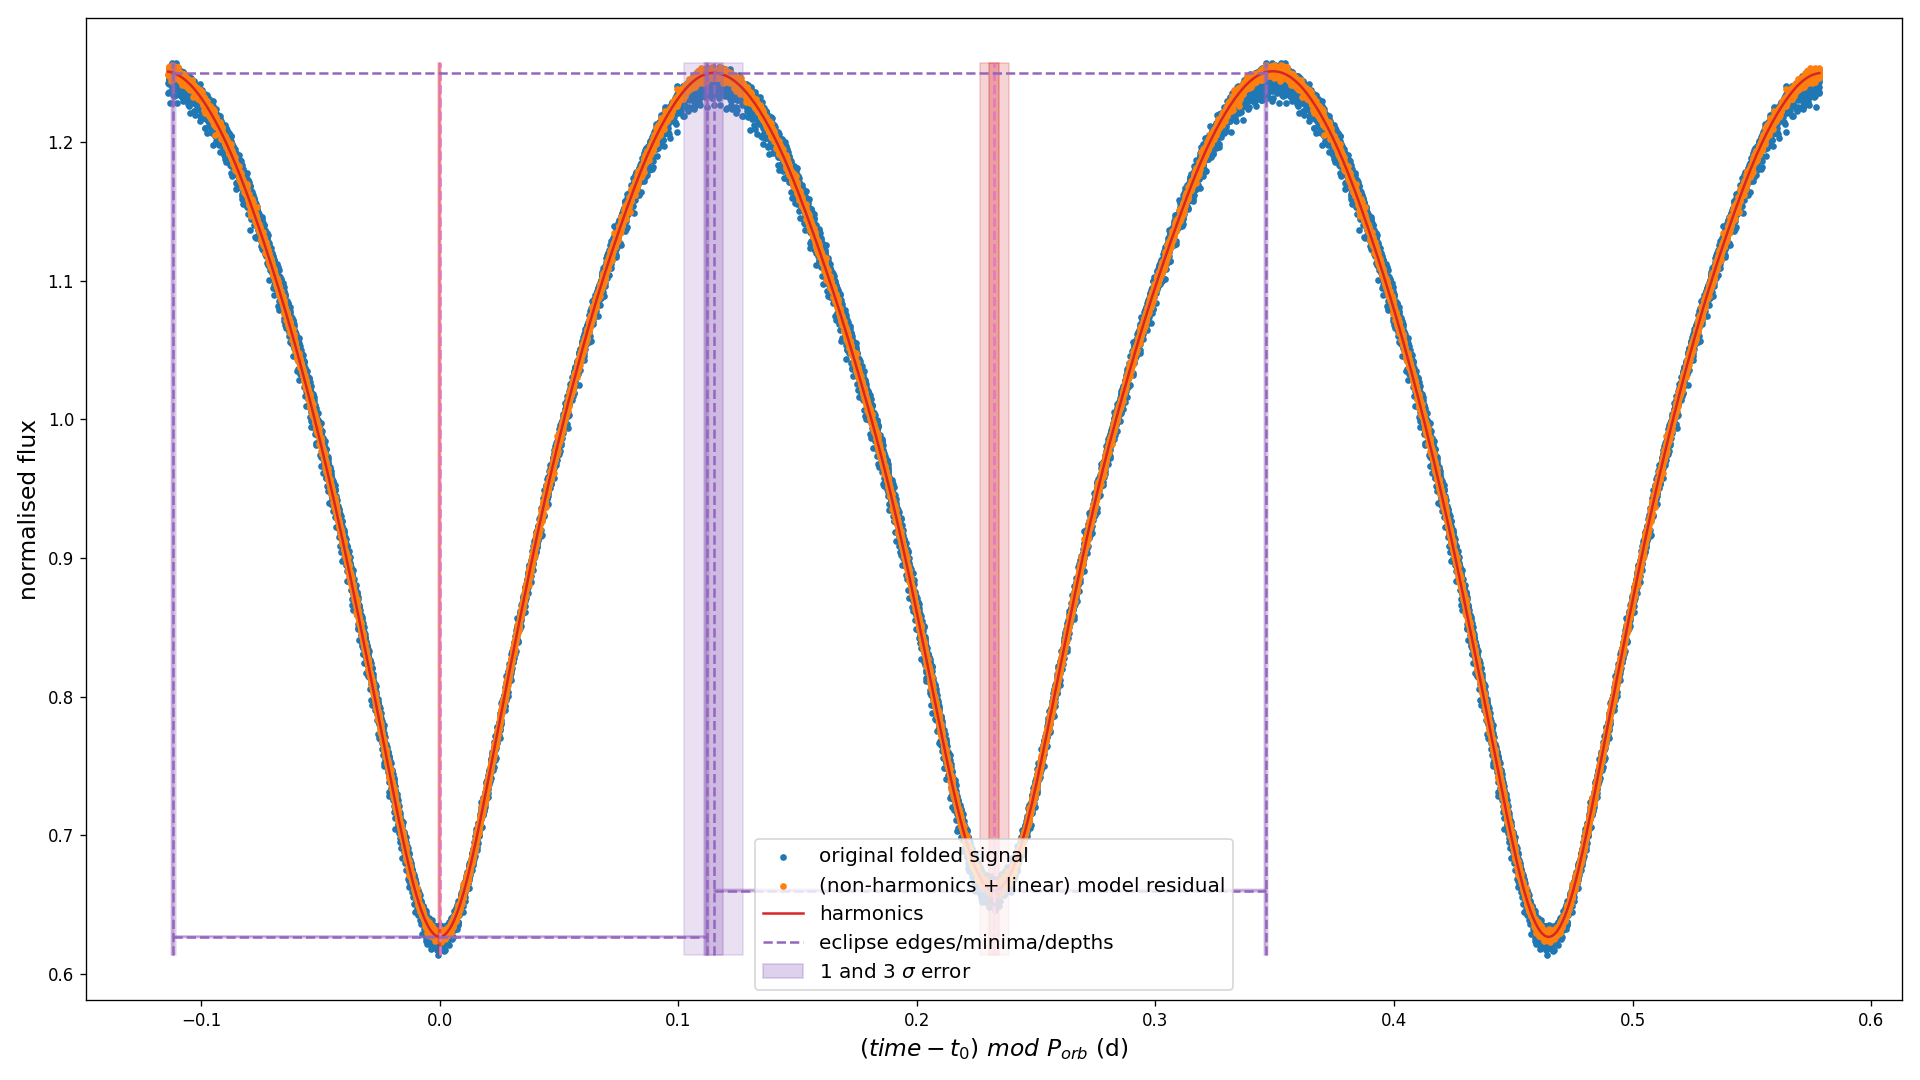 normalised flux
1.2
1.1
1.0
0.9
0.8
0.7
0.6
original folded signal
(non-harmonics + linear) model residual
harmonics
eclipse edges/minima/depths
1 and 3 σ error
−0.1 0.0 0.1 0.2 0.3 0.4 0.5 0.6
(time − t₀) mod Pₒᵣb (d)